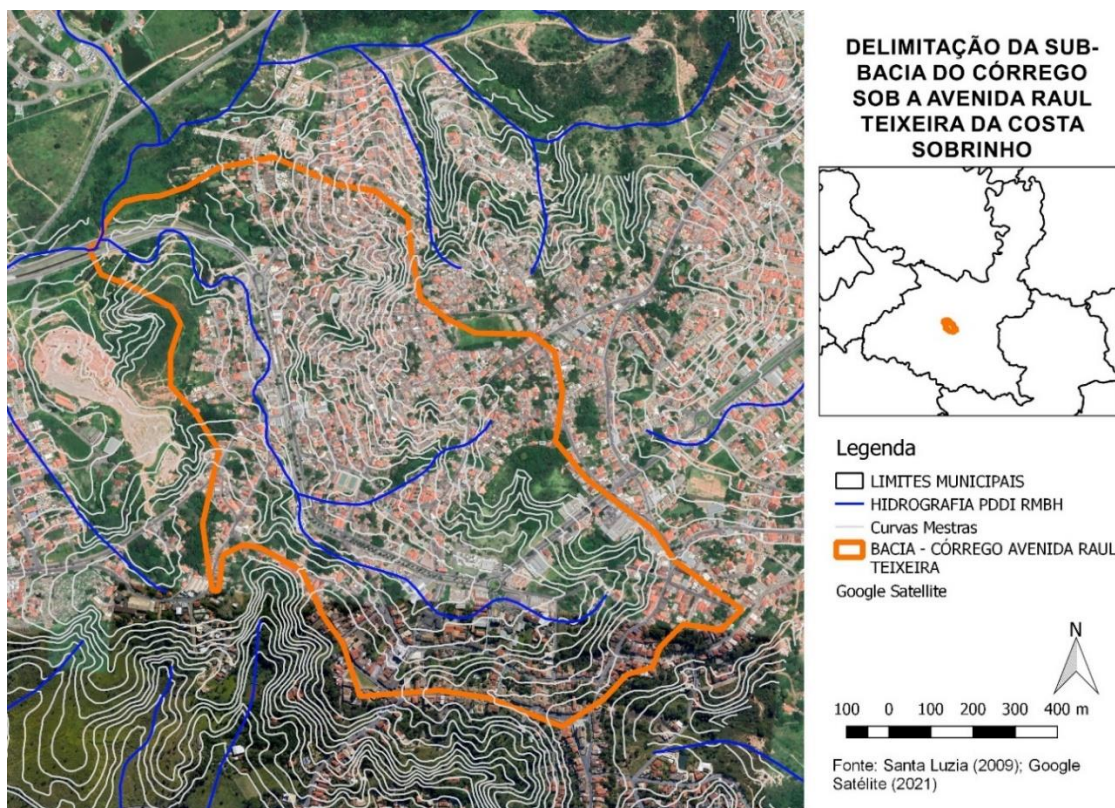 DELIMITAÇÃO DA SUB-
BACIA DO CÓRREGO
SOB A AVENIDA RAUL
TEIXEIRA DA COSTA
SOBRINHO
Legenda
LIMITES MUNICIPAIS
HIDROGRAFIA PDDI RMBH
Curvas Mestras
BACIA - CÓRREGO AVENIDA RAUL
TEIXEIRA
Google Satellite
N
100 0 100 200 300 400 m
Fonte: Santa Luzia (2009); Google
Satélite (2021)